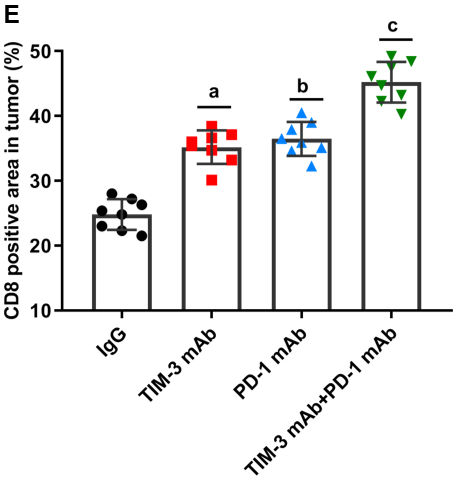 E
CD8 positive area in tumor (%)
50
40
30
20
10
a
b
c
IgG
TIM-3 mAb
PD-1 mAb
TIM-3 mAb+PD-1 mAb